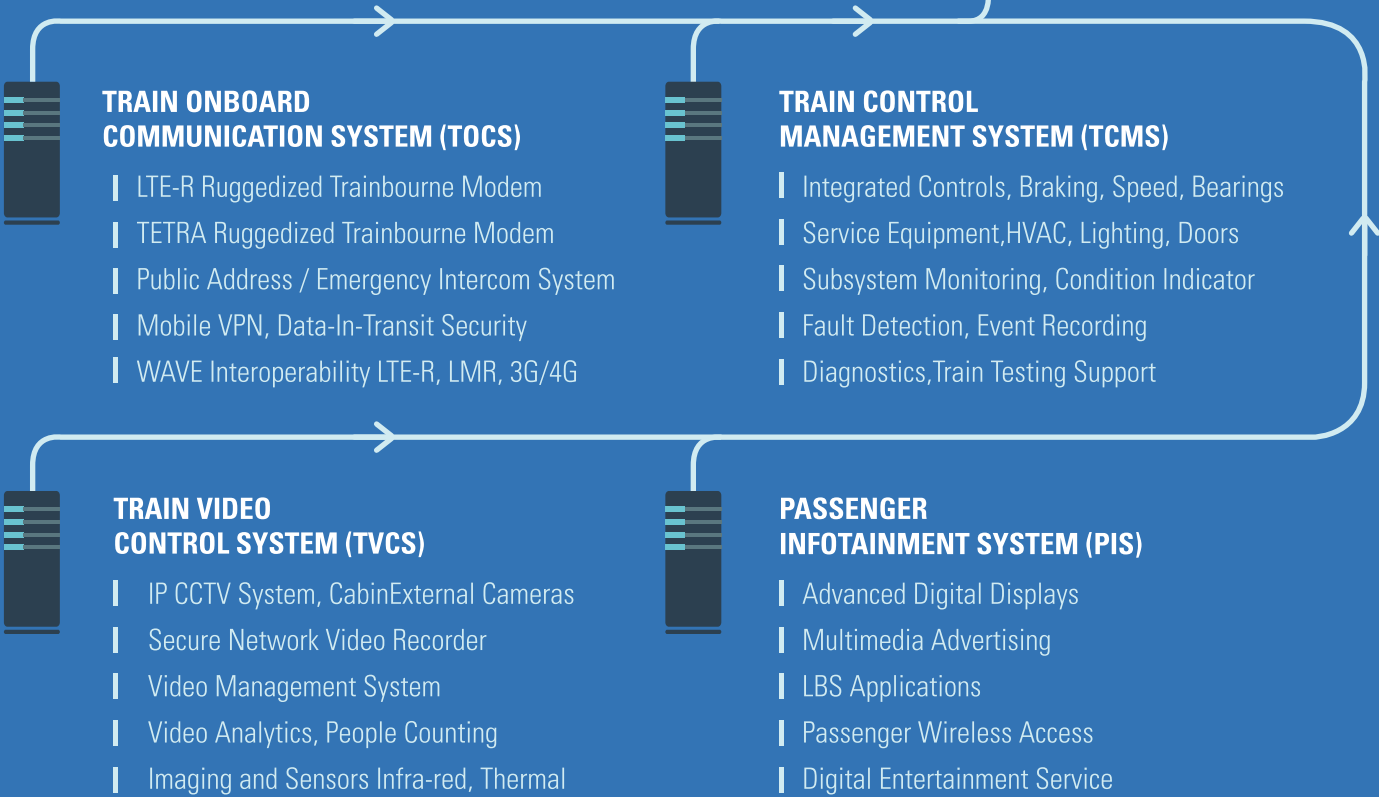 TRAIN ONBOARD
COMMUNICATION SYSTEM (TOCS)
LTE-R Ruggedized Trainbourne Modem
TETRA Ruggedized Trainbourne Modem
Public Address / Emergency Intercom System
Mobile VPN, Data-In-Transit Security
WAVE Interoperability LTE-R, LMR, 3G/4G
TRAIN CONTROL
MANAGEMENT SYSTEM (TCMS)
Integrated Controls, Braking, Speed, Bearings
Service Equipment,HVAC, Lighting, Doors
Subsystem Monitoring, Condition Indicator
Fault Detection, Event Recording
Diagnostics,Train Testing Support
TRAIN VIDEO
CONTROL SYSTEM (TVCS)
IP CCTV System, CabinExternal Cameras
Secure Network Video Recorder
Video Management System
Video Analytics, People Counting
Imaging and Sensors Infra-red, Thermal
PASSENGER
INFOTAINMENT SYSTEM (PIS)
Advanced Digital Displays
Multimedia Advertising
LBS Applications
Passenger Wireless Access
Digital Entertainment Service